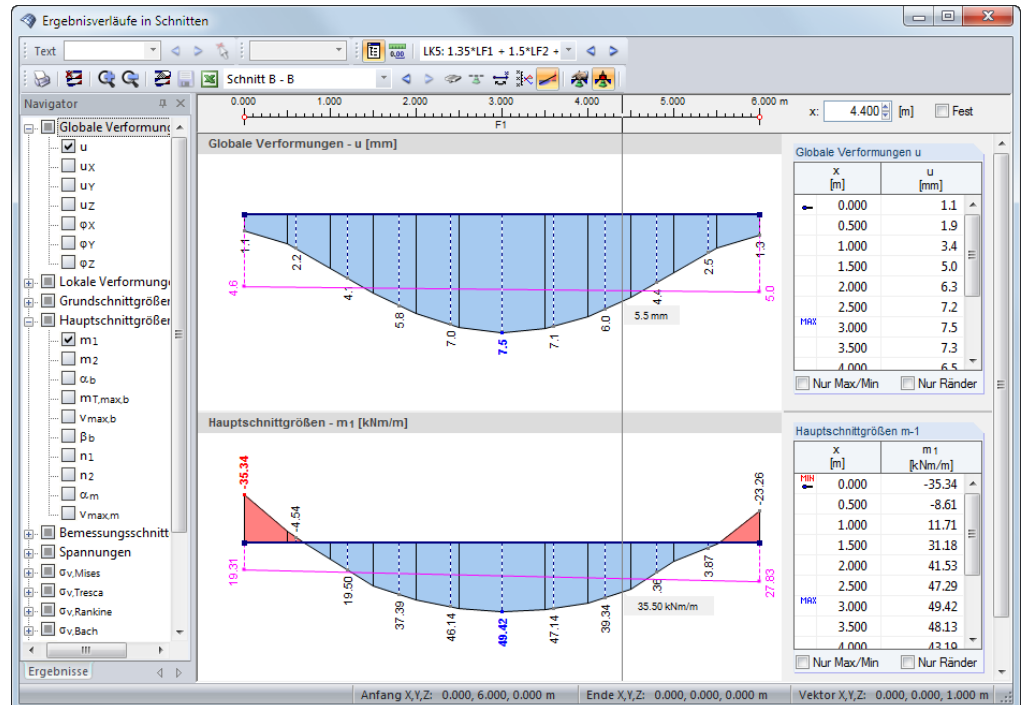 Ergebnisverläufe in Schnitten
Text
LK5: 1.35*LF1 + 1.5*LF2 +
Schnitt B - B
Navigator
Globale Verformung
u
uX
uY
uZ
φX
φY
φZ
Lokale Verformung
Grundschnittgrößen
Hauptschnittgrößen
m1
m2
αb
mT,max,b
vmax,b
βb
n1
n2
αm
vmax,m
Bemessungsschnitt
Spannungen
σv,Mises
σv,Tresca
σv,Rankine
σv,Bach
Ergebnisse
0.000 1.000 2.000 3.000 4.000 5.000 6.000 m
F1
x: 4.400 [m] Fest
Globale Verformungen - u [mm]
1.1 2.2 4.1 5.8 7.0 7.5 7.1 6.0 4.4 2.5 1.3
4.6 5.0
5.5 mm
Globale Verformungen u
x u
[m] [mm]
0.000 1.1
0.500 1.9
1.000 3.4
1.500 5.0
2.000 6.3
2.500 7.2
MAX 3.000 7.5
3.500 7.3
4.000 6.5
Nur Max/Min Nur Ränder
Hauptschnittgrößen - m1 [kNm/m]
-35.34 -4.54 19.50 37.39 46.14 49.42 47.14 39.34 .36 3.87 -23.26
19.31 27.83
35.50 kNm/m
Hauptschnittgrößen m-1
x m1
[m] [kNm/m]
MIN 0.000 -35.34
0.500 -8.61
1.000 11.71
1.500 31.18
2.000 41.53
2.500 47.29
MAX 3.000 49.42
3.500 48.13
4.000 43.19
Nur Max/Min Nur Ränder
Anfang X,Y,Z: 0.000, 6.000, 0.000 m Ende X,Y,Z: 0.000, 0.000, 0.000 m Vektor X,Y,Z: 0.000, 0.000, 1.000 m